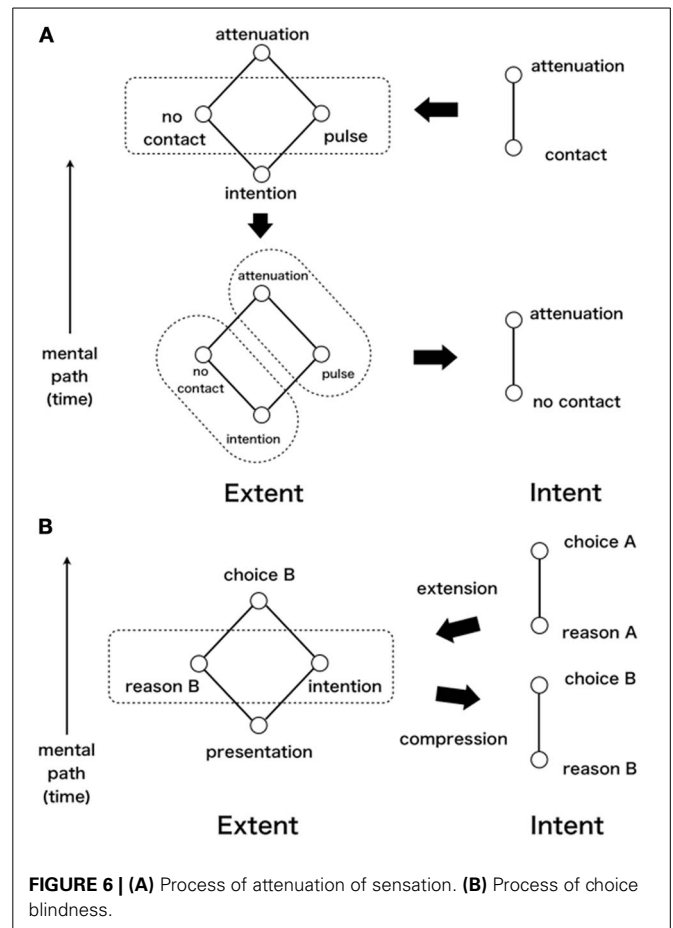 A
attenuation
no
contact
pulse
intention
attenuation
contact
attenuation
no
contact
pulse
intention
mental
path
(time)
attenuation
no contact
Extent
Intent
B
choice B
reason B
intention
presentation
mental
path
(time)
extension
compression
choice A
reason A
choice B
reason B
Extent
Intent
FIGURE 6 | (A) Process of attenuation of sensation. (B) Process of choice
blindness.